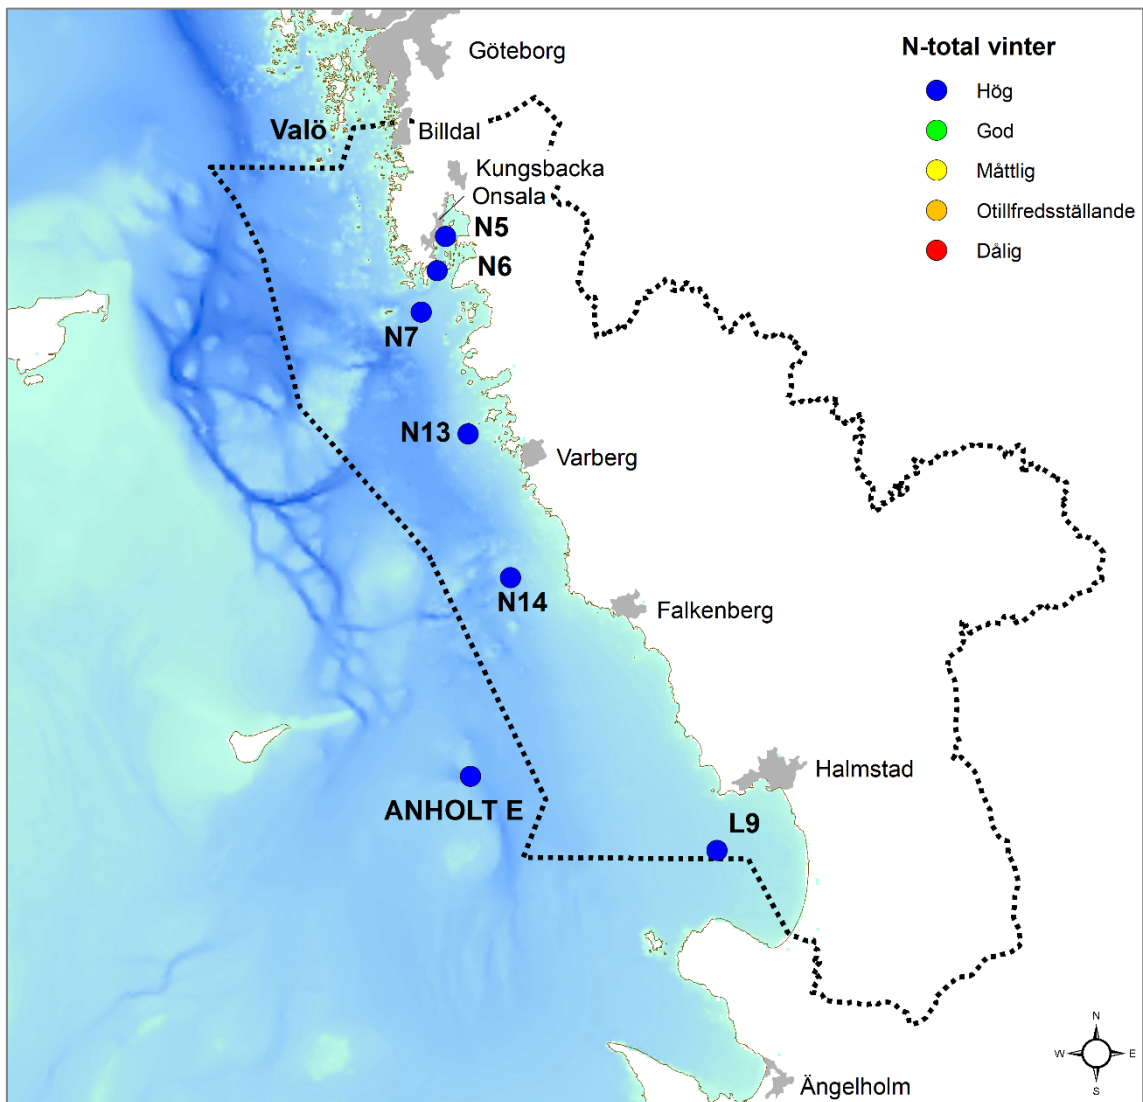 N-total vinter
Hög
God
Måttlig
Otillfredsställande
Dålig
Göteborg
Valö
Billdal
Kungsbacka
Onsala
N5
N6
N7
N13
Varberg
N14
Falkenberg
Halmstad
ANHOLT E
L9
Ängelholm
N
W
E
S